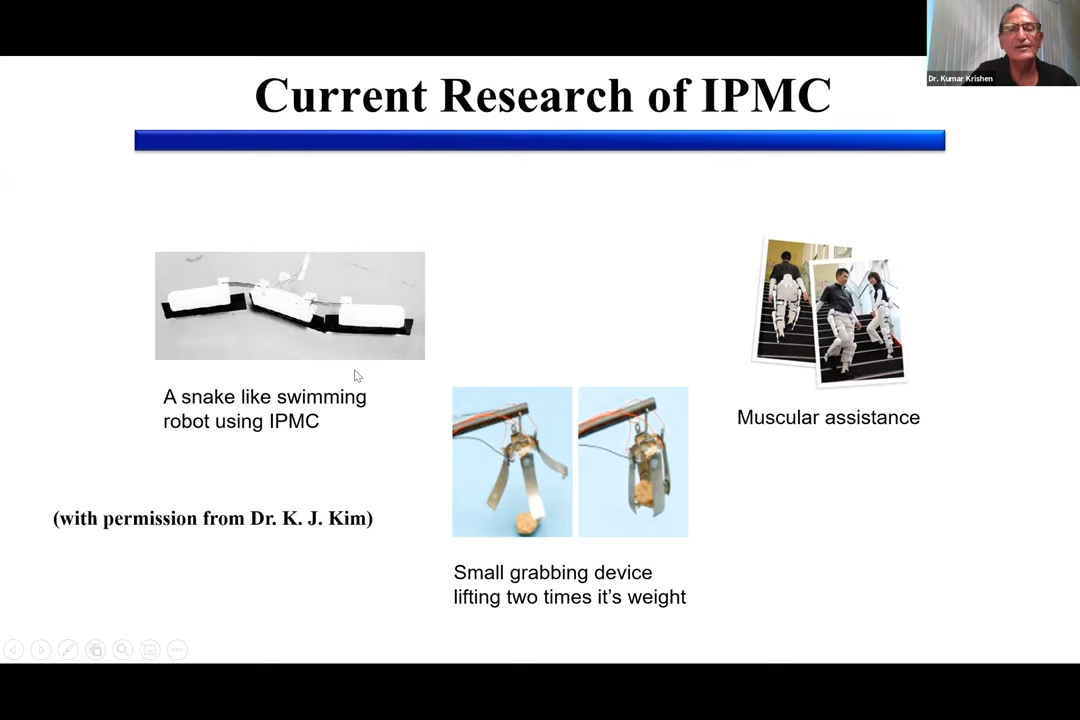 Dr. Kumar Krishen
Current Research of IPMC
A snake like swimming
robot using IPMC
Muscular assistance
(with permission from Dr. K. J. Kim)
Small grabbing device
lifting two times it’s weight